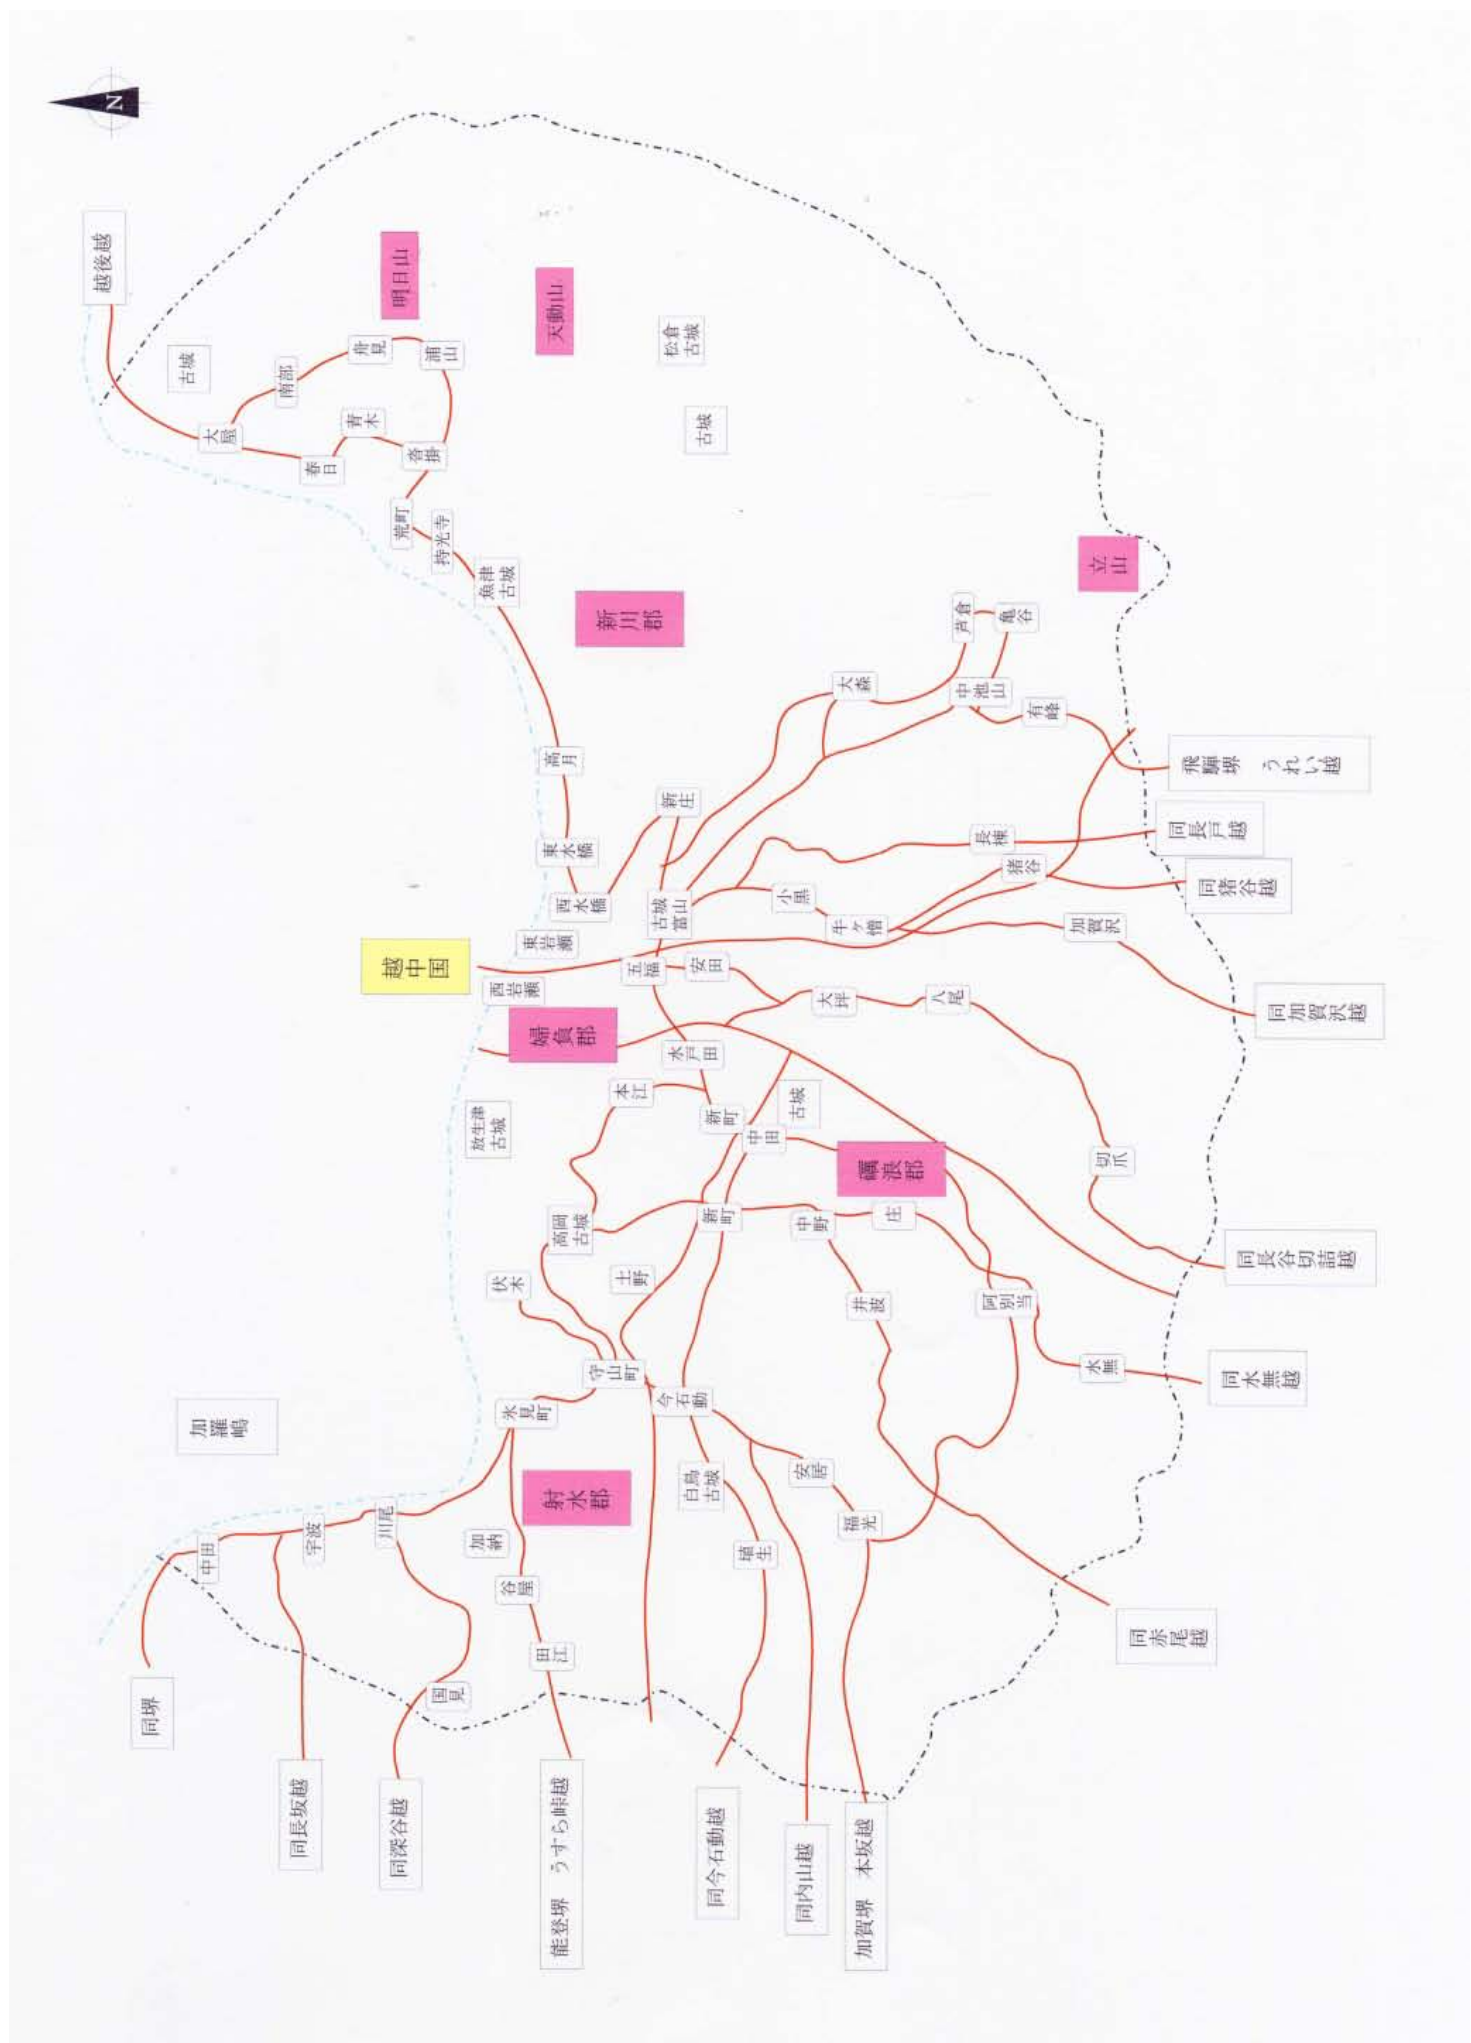 N
越後越
古城
大屋
南部
舟見
浦山
明日山
天動山
松倉
古城
古城
春日
青木
沓掛
荒町
持光寺
魚津
古城
新川郡
立山
高月
東水橋
西水橋
新庄
大森
芦倉
亀谷
中池山
有峰
飛騨堺 うれい越
長棟
同長戸越
猪谷
同猪谷越
小黒
牛ケ増
加賀沢
同加賀沢越
古城
富山
東岩瀬
越中国
西岩瀬
五福
安田
大坪
八尾
切爪
同長谷切詰越
婦負郡
水戸田
本江
新町
中田
古城
礪浪郡
放生津
古城
高岡
古城
新町
中野
庄
井波
阿別当
水無
同水無越
伏木
土野
守山町
今石動
氷見町
加羅嶋
射水郡
白鳥
古城
安居
福光
埴生
加納
谷屋
田江
川尾
宇波
中田
国見
同赤尾越
同堺
同長坂越
同深谷越
能登堺 うすら峠越
同今石動越
同内山越
加賀堺 本坂越